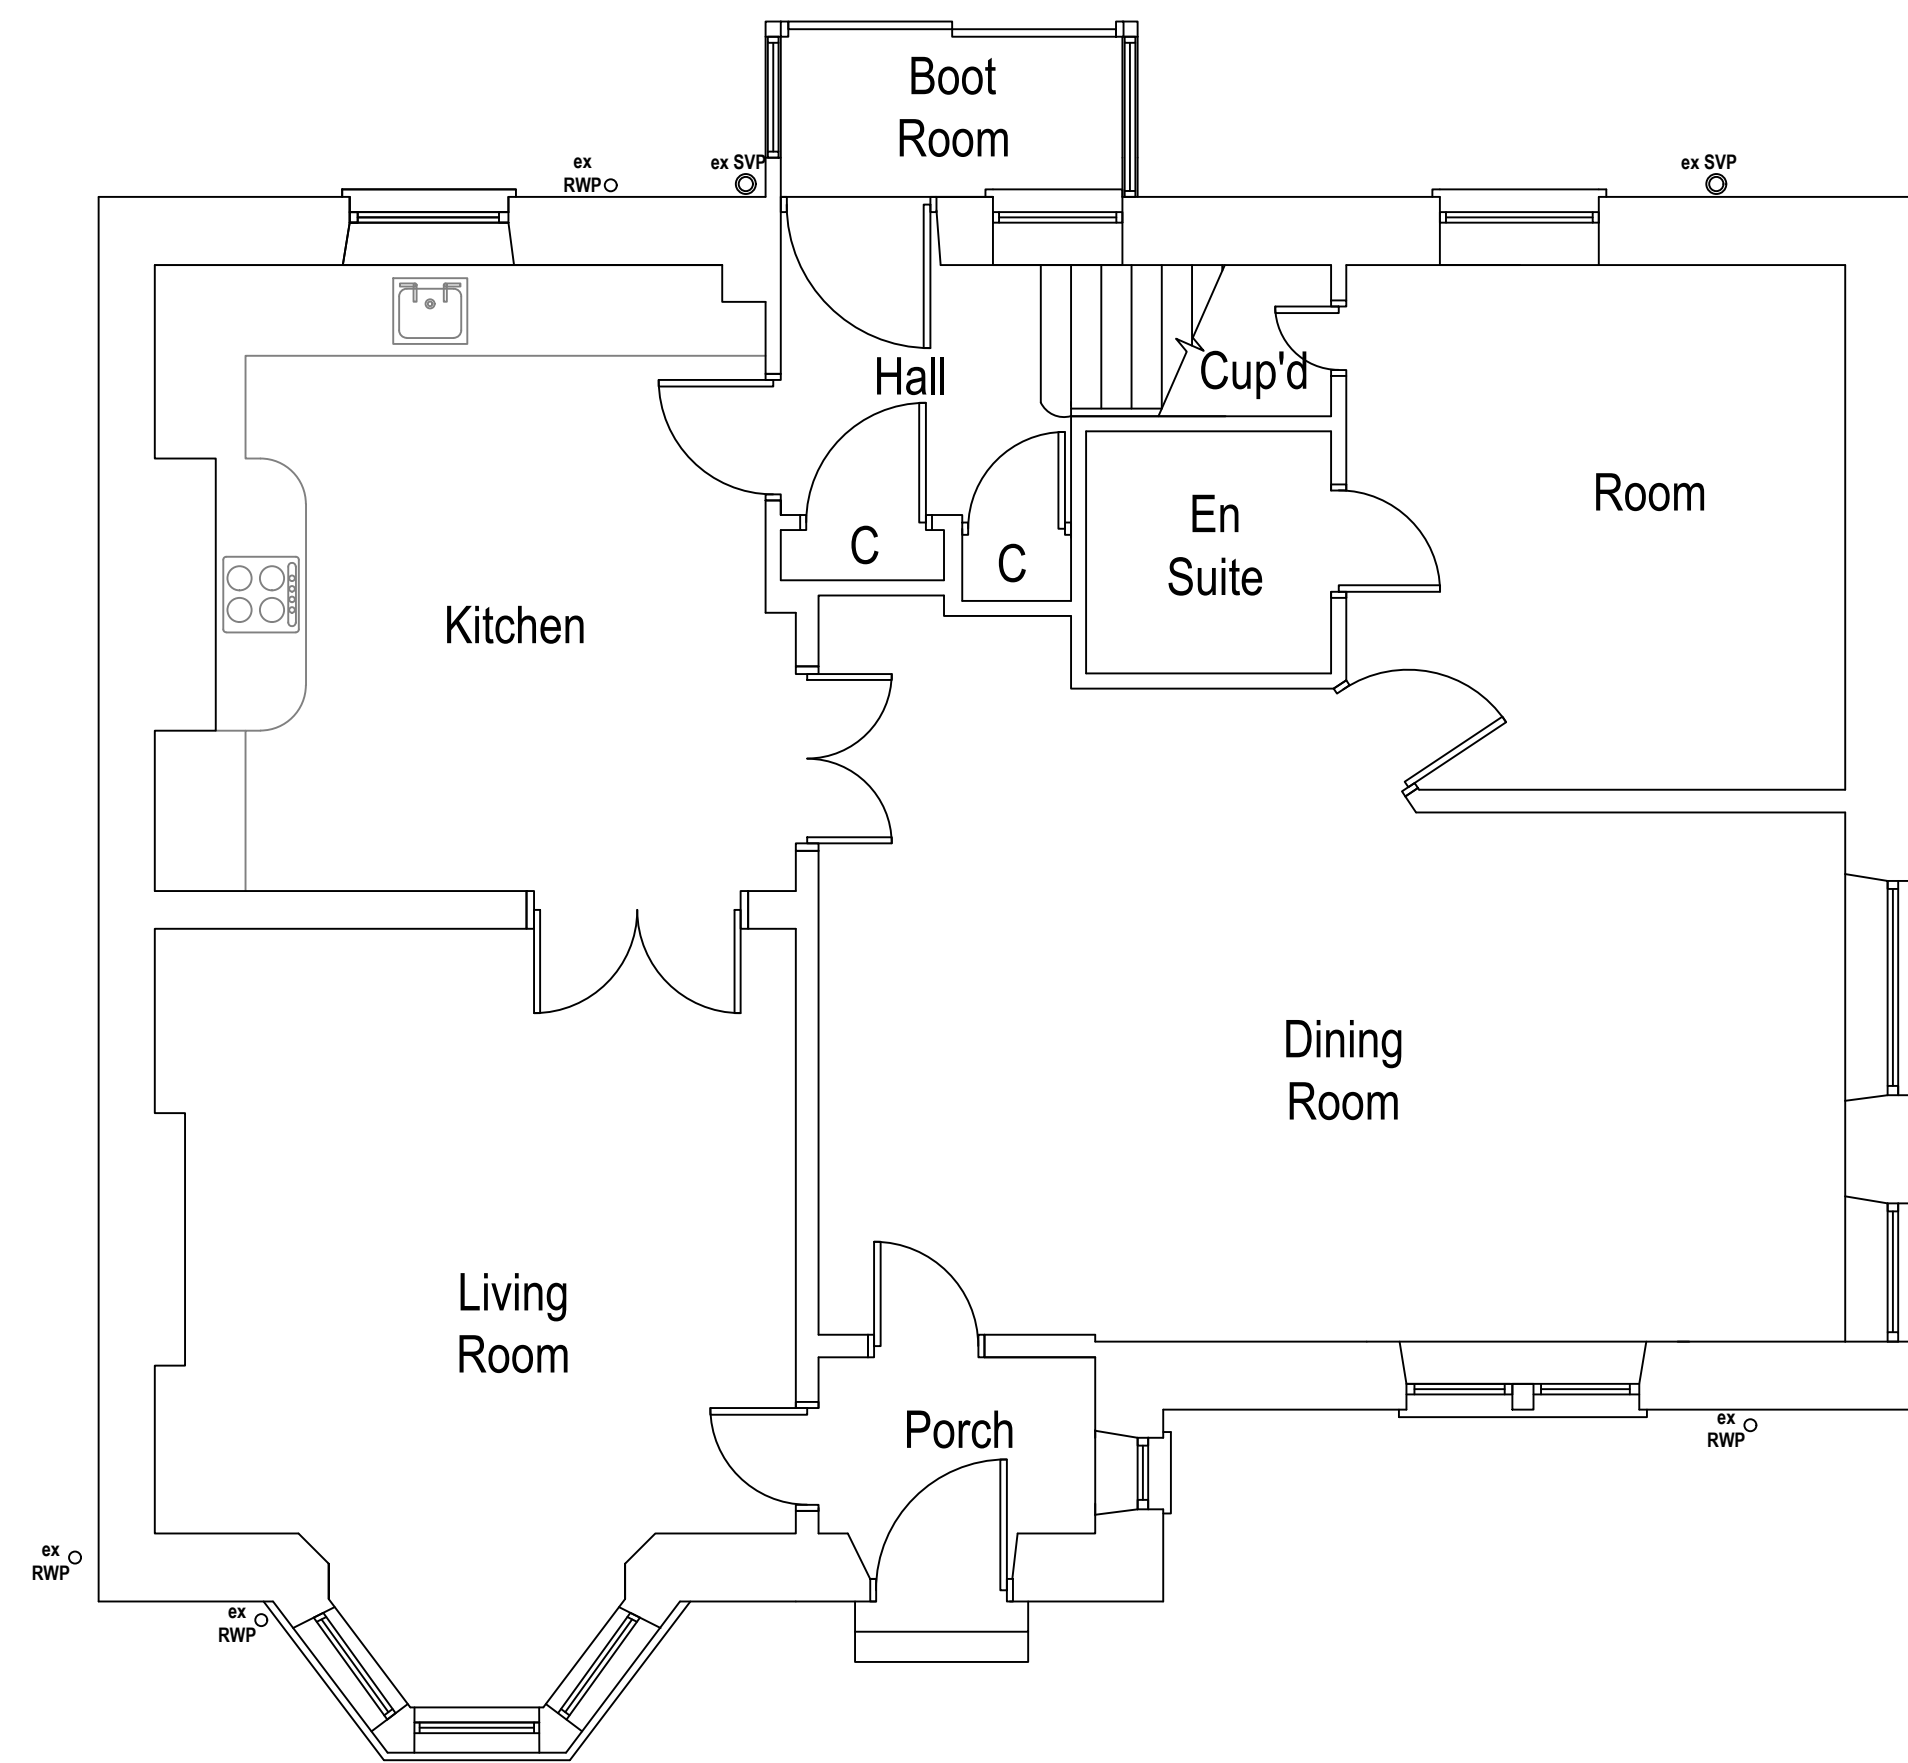 Boot
Room
ex
RWP
ex SVP
ex SVP
Hall
Cup'd
Room
En
Suite
C
C
Kitchen
Dining
Room
Living
Room
Porch
ex
RWP
ex
RWP
ex
RWP